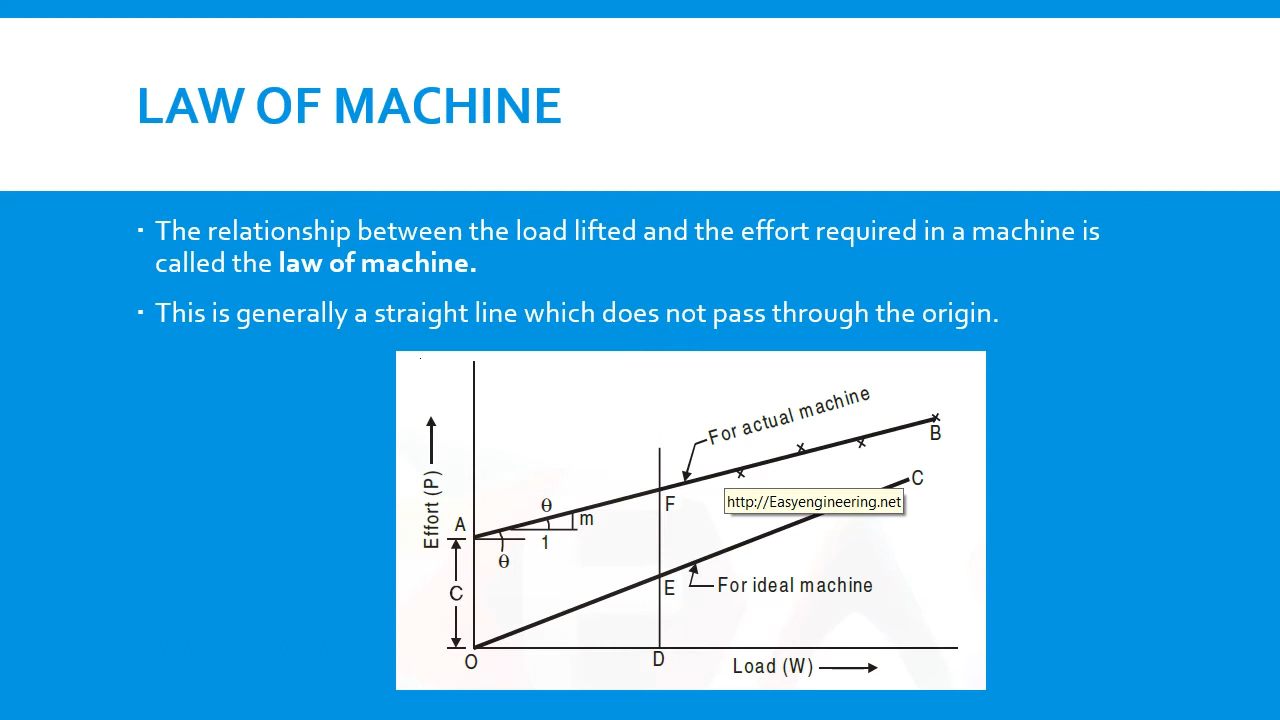 LAW OF MACHINE
▪ The relationship between the load lifted and the effort required in a machine is
called the law of machine.
▪ This is generally a straight line which does not pass through the origin.
For actual machine
B
C
http://Easyengineering.net
F
θ
m
A
1
θ
Effort (P)
C
E
For ideal machine
O
D
Load (W)